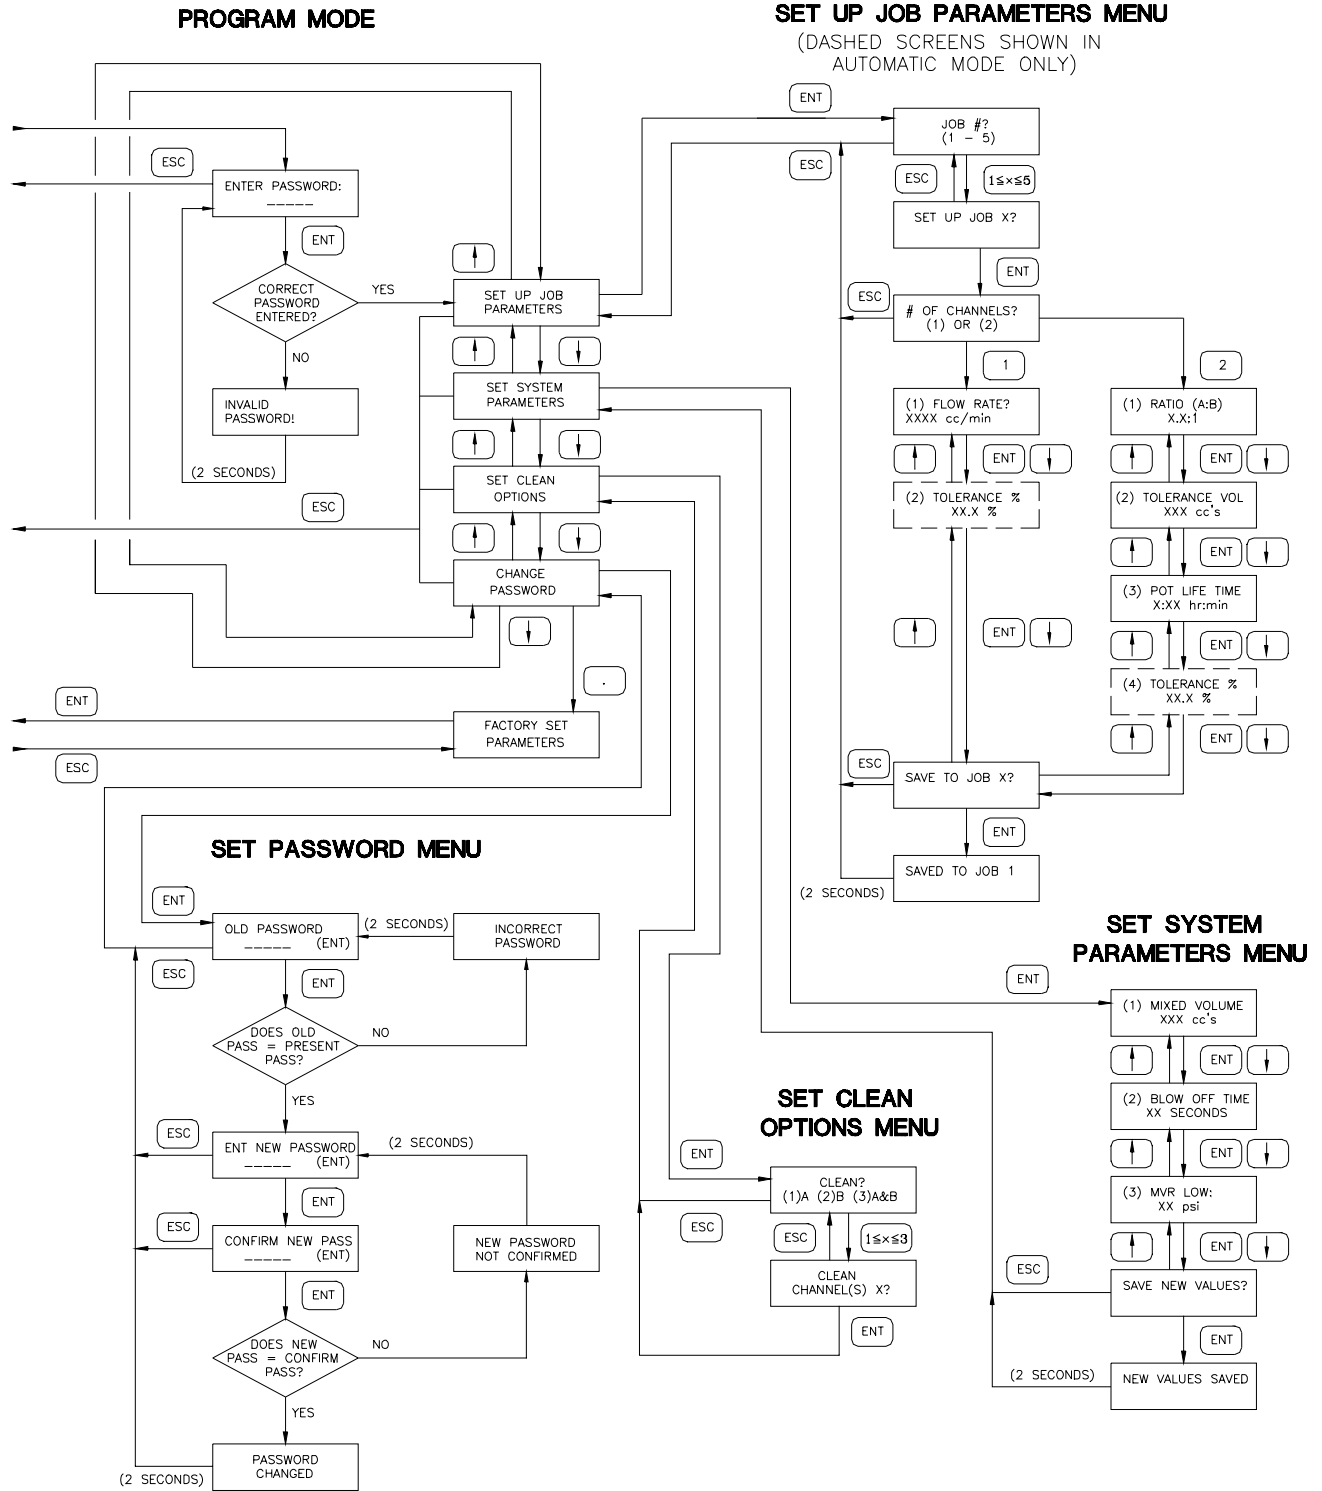 PROGRAM MODE
ESC
ENTER PASSWORD:
_____
ENT
CORRECT
PASSWORD
ENTERED?
YES
NO
INVALID
PASSWORD!
(2 SECONDS)
ESC
SET UP JOB
PARAMETERS
SET SYSTEM
PARAMETERS
SET CLEAN
OPTIONS
CHANGE
PASSWORD
.
ENT
FACTORY SET
PARAMETERS
ESC
SET UP JOB PARAMETERS MENU
(DASHED SCREENS SHOWN IN
AUTOMATIC MODE ONLY)
ENT
JOB #?
(1 - 5)
ESC
ESC
1≤x≤5
SET UP JOB X?
ENT
ESC
# OF CHANNELS?
(1) OR (2)
1
2
(1) FLOW RATE?
XXXX cc/min
ENT
(2) TOLERANCE %
XX.X %
ENT
(1) RATIO (A:B)
X.X:1
ENT
(2) TOLERANCE VOL
XXX cc's
ENT
(3) POT LIFE TIME
X:XX hr:min
ENT
(4) TOLERANCE %
XX.X %
ENT
ESC
SAVE TO JOB X?
ENT
SAVED TO JOB 1
(2 SECONDS)
SET PASSWORD MENU
ENT
OLD PASSWORD
_____ (ENT)
(2 SECONDS)
INCORRECT
PASSWORD
ESC
ENT
DOES OLD
PASS = PRESENT
PASS?
NO
YES
ESC
ENT NEW PASSWORD
_____ (ENT)
(2 SECONDS)
ENT
ESC
CONFIRM NEW PASS
_____ (ENT)
NEW PASSWORD
NOT CONFIRMED
ENT
DOES NEW
PASS = CONFIRM
PASS?
NO
YES
PASSWORD
CHANGED
(2 SECONDS)
SET CLEAN
OPTIONS MENU
ENT
CLEAN?
(1)A (2)B (3)A&B
ESC
ESC
1≤x≤3
CLEAN
CHANNEL(S) X?
ENT
SET SYSTEM
PARAMETERS MENU
ENT
(1) MIXED VOLUME
XXX cc's
ENT
(2) BLOW OFF TIME
XX SECONDS
ENT
(3) MVR LOW:
XX psi
ENT
ESC
SAVE NEW VALUES?
ENT
(2 SECONDS)
NEW VALUES SAVED